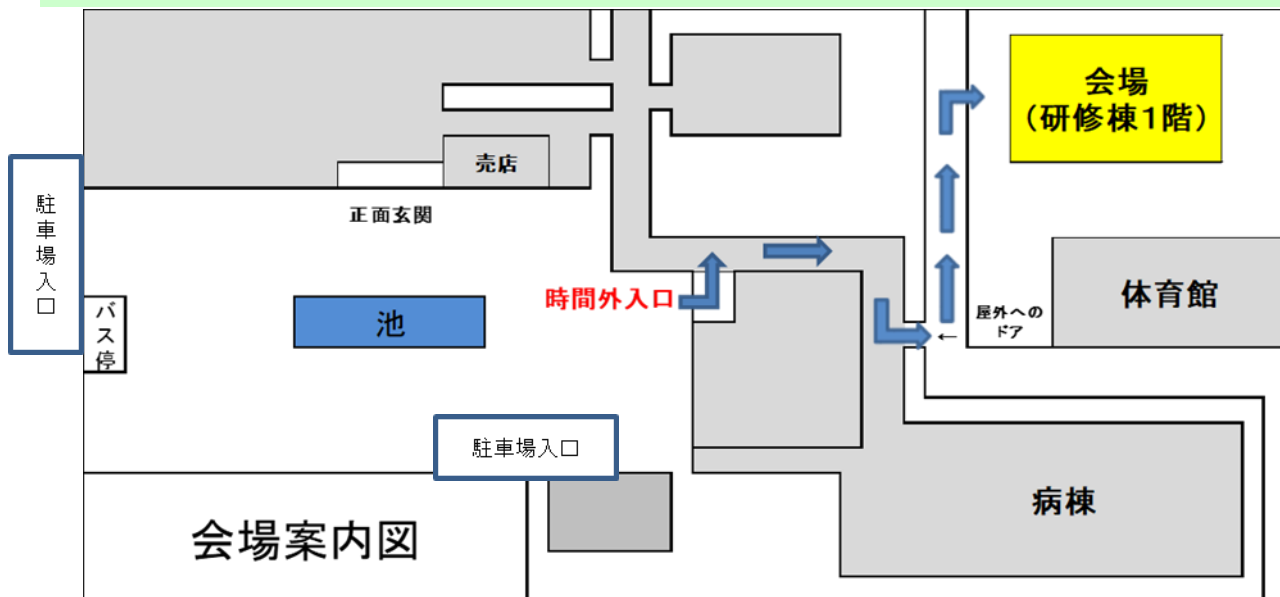 会場
(研修棟1階)
売店
駐車場入口
正面玄関
時間外入口
体育館
屋外への
ドア
←
バス停
池
駐車場入口
病棟
会場案内図